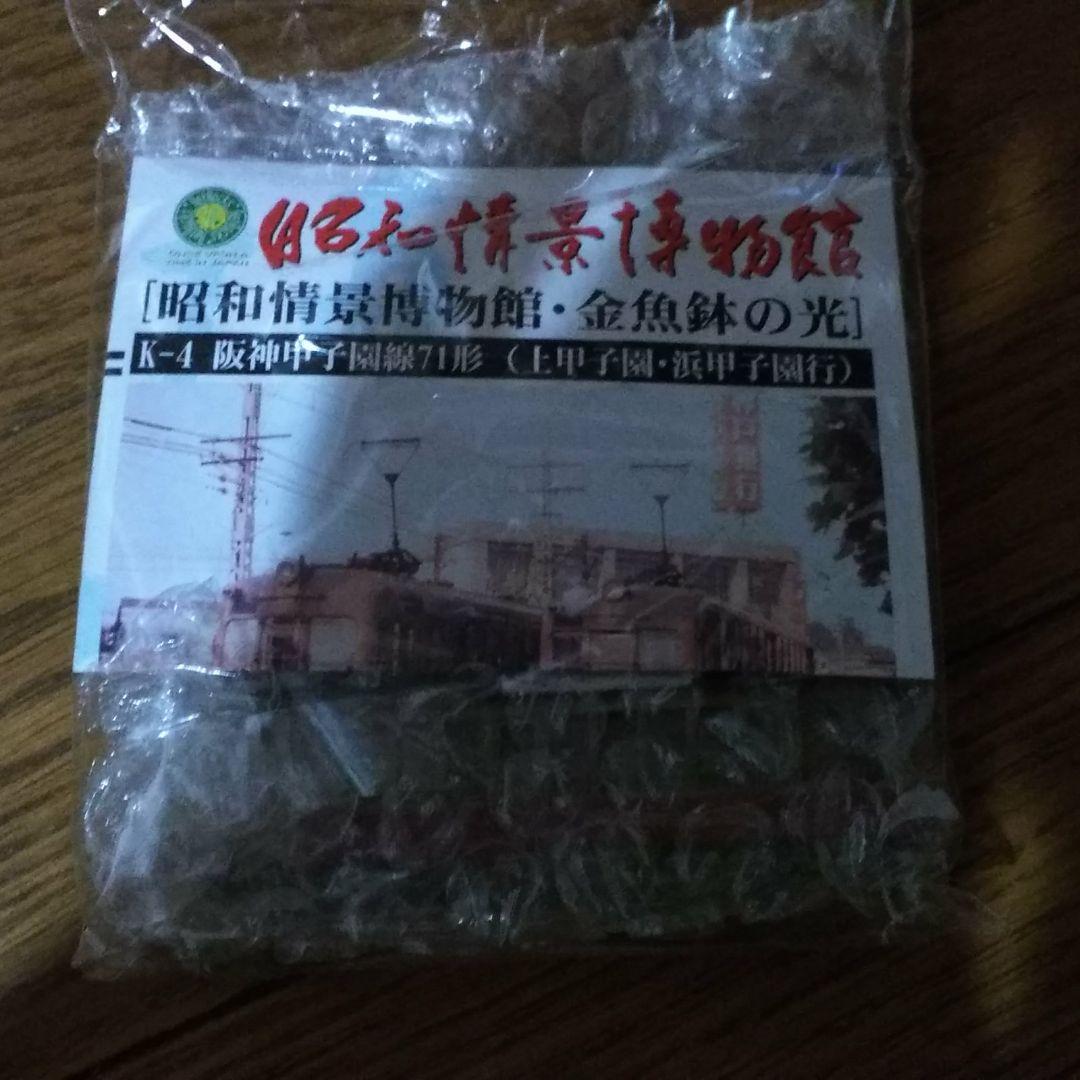 昭和情景博物館
[昭和情景博物館・金魚鉢の光]
K-4 阪神甲子園線71形（上甲子園・浜甲子園行）